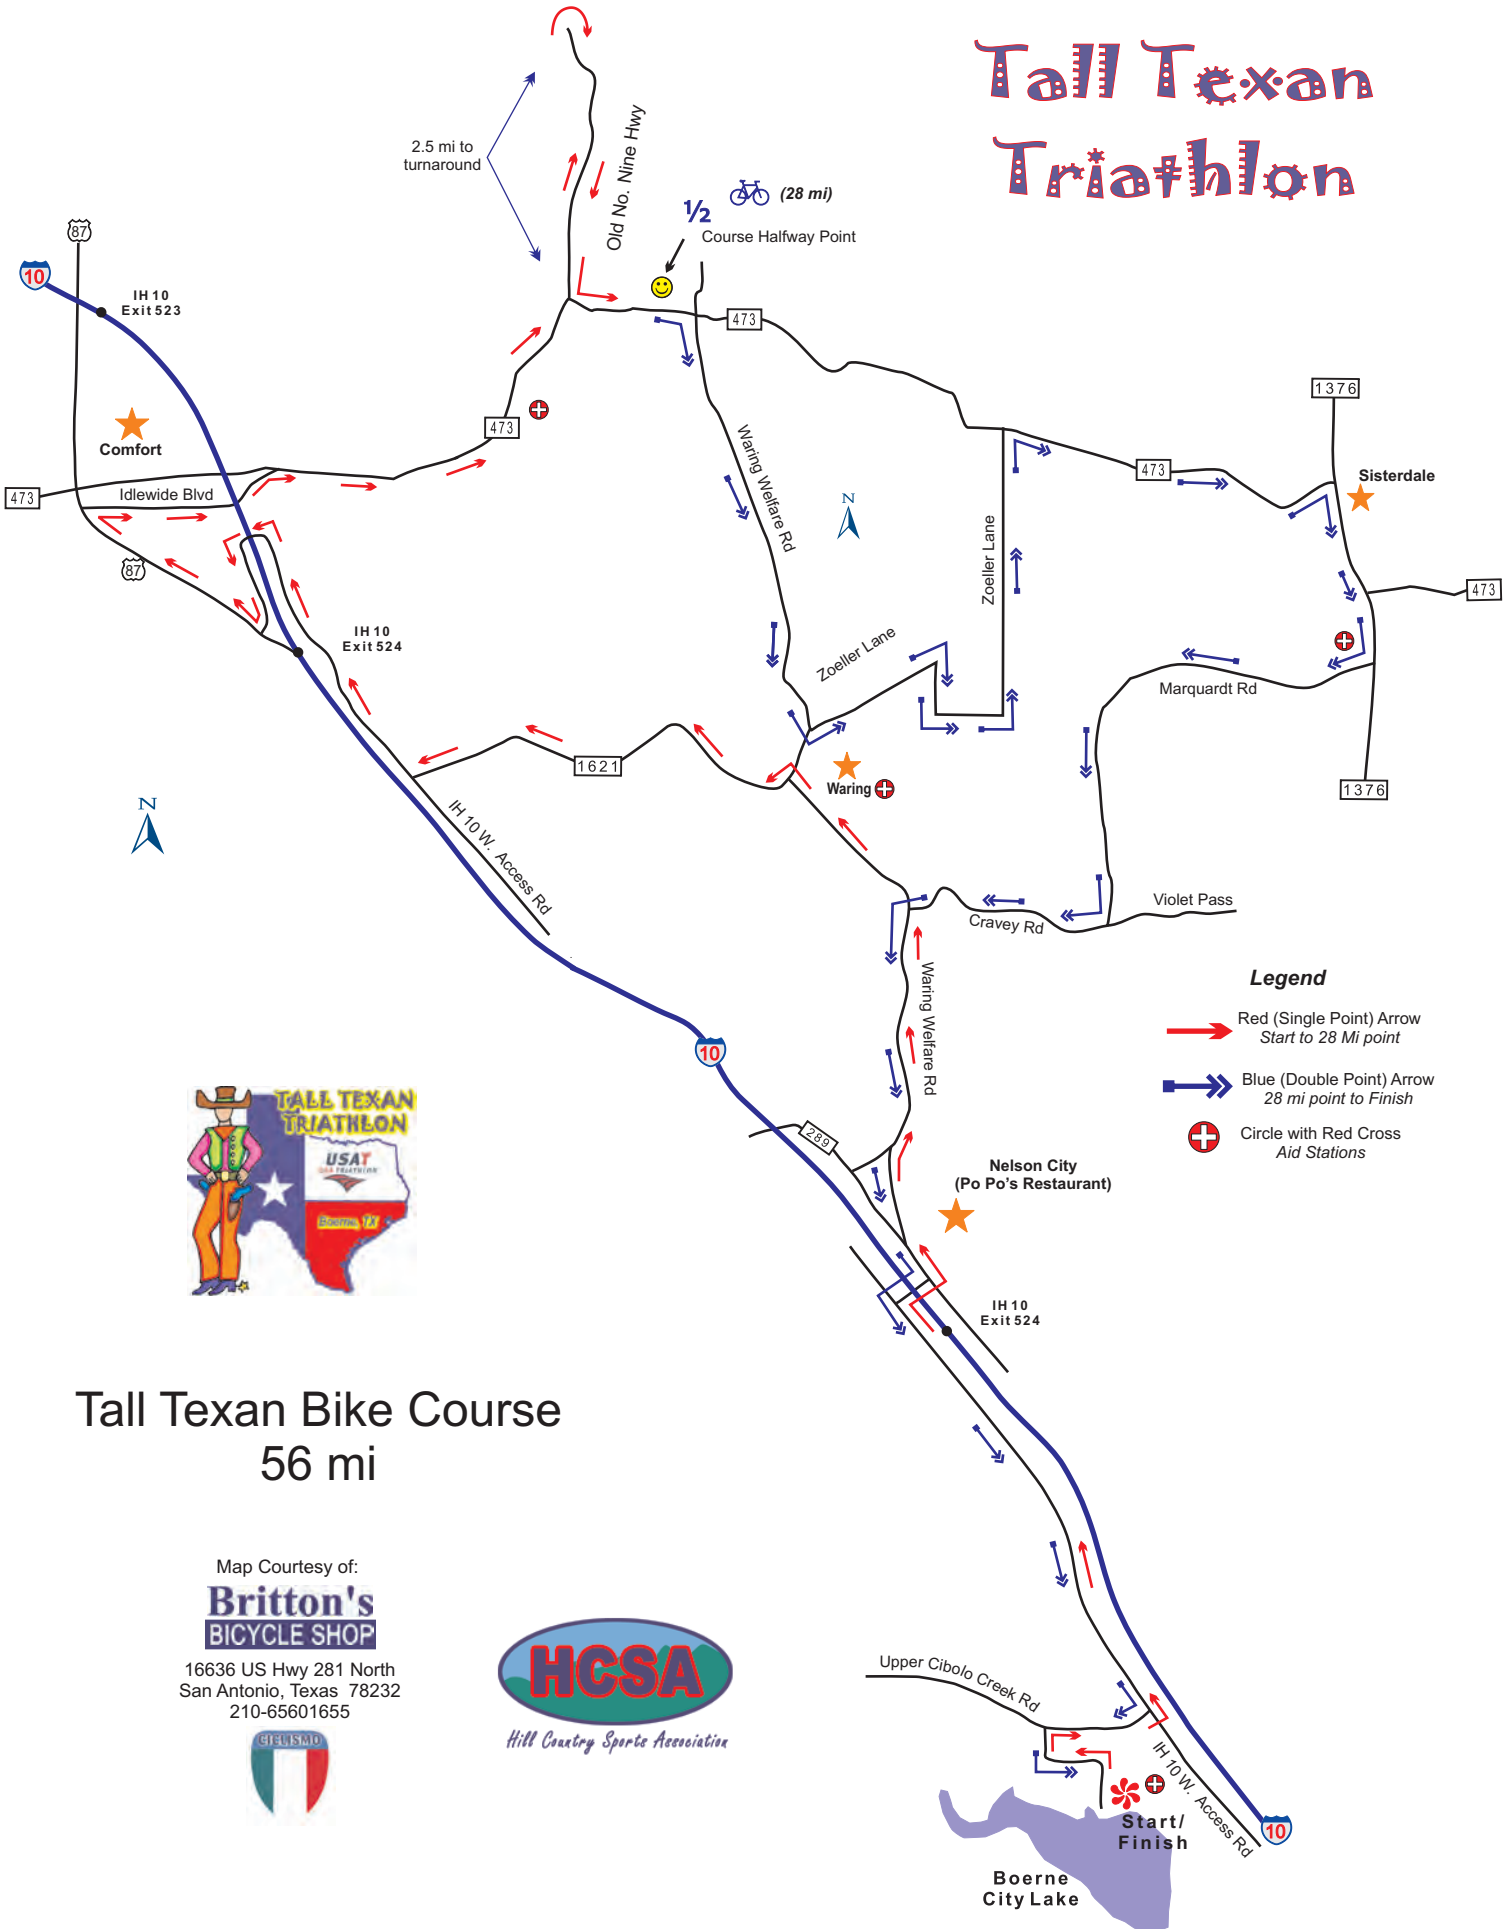 Tall Texan
Triathlon
2.5 mi to
turnaround
Old No. Nine Hwy
1/2
(28 mi)
Course Halfway Point
87
10
IH 10
Exit 523
473
1376
Comfort
473
473
Sisterdale
473
Idlewide Blvd
Waring Welfare Rd
N
Zoeller Lane
87
473
IH 10
Exit 524
Zoeller Lane
Marquardt Rd
1621
Waring
1376
N
IH 10 W. Access Rd
Violet Pass
Cravey Rd
Waring Welfare Rd
Legend
Red (Single Point) Arrow
Start to 28 Mi point
10
Blue (Double Point) Arrow
28 mi point to Finish
Circle with Red Cross
Aid Stations
289
TALL TEXAN
TRIATHLON
USAT
Boerne, TX
Nelson City
(Po Po's Restaurant)
IH 10
Exit 524
Tall Texan Bike Course
56 mi
Map Courtesy of:
Britton's
BICYCLE SHOP
16636 US Hwy 281 North
San Antonio, Texas 78232
210-65601655
CICLISMO
HCSA
Hill Country Sports Association
Upper Cibolo Creek Rd
IH 10 W. Access Rd
10
Start/
Finish
Boerne
City Lake